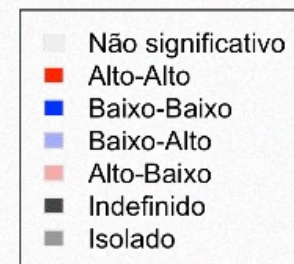 Não significativo
Alto-Alto
Baixo-Baixo
Baixo-Alto
Alto-Baixo
Indefinido
Isolado